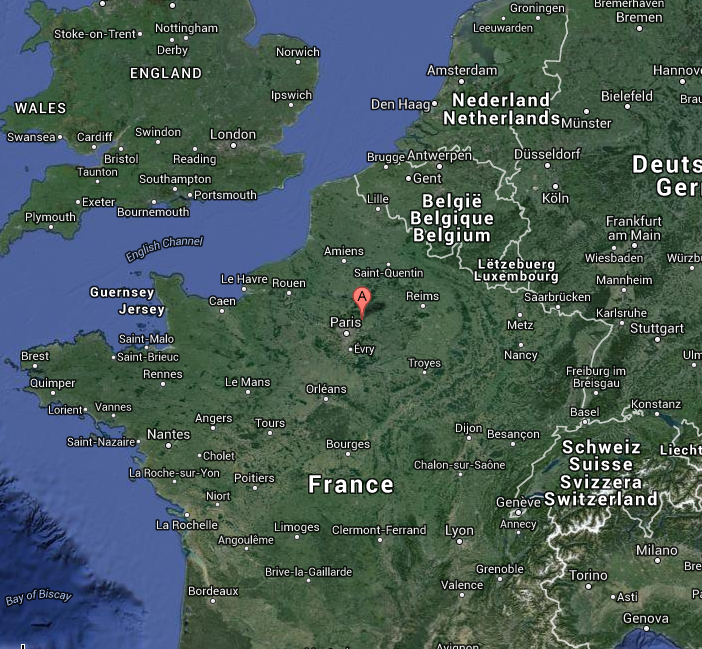 Groningen
Bremerhaven
Bremen
Stoke-on-Trent
Nottingham
Derby
Leeuwarden
Norwich
ENGLAND
Amsterdam
Hannove
Ipswich
Bielefeld
Brau
Den Haag
Nederland
Netherlands
Münster
WALES
Swansea
Cardiff
Swindon
London
Bristol
Reading
Taunton
Brugge
Antwerpen
Düsseldorf
Deuts
Ger
Southampton
Portsmouth
Gent
Köln
Exeter
Bournemouth
Lille
België
Belgique
Belgium
Plymouth
Frankfurt
am Main
English Channel
Amiens
Wiesbaden
Würzb
Saint-Quentin
Lëtzebuerg
Luxembourg
Mannheim
Guernsey
Jersey
Le Havre
Rouen
Caen
A
Reims
Saarbrücken
Karlsruhe
Paris
Metz
Stuttgart
Saint-Malo
Évry
Nancy
Ulm
Brest
Saint-Brieuc
Troyes
Quimper
Rennes
Le Mans
Orléans
Freiburg im
Breisgau
Lorient
Vannes
Basel
Konstanz
Angers
Tours
Dijon
Besançon
Saint-Nazaire
Nantes
Bourges
Schweiz
Suisse
Svizzera
Switzerland
Liecht
Cholet
La Roche-sur-Yon
Poitiers
Chalon-sur-Saône
France
Niort
Genève
La Rochelle
Limoges
Clermont-Ferrand
Lyon
Annecy
Angoulême
Milano
Brive-la-Gaillarde
Grenoble
Torino
Bre
Valence
Bay of Biscay
Bordeaux
Asti
Pa
Genova
Avignon